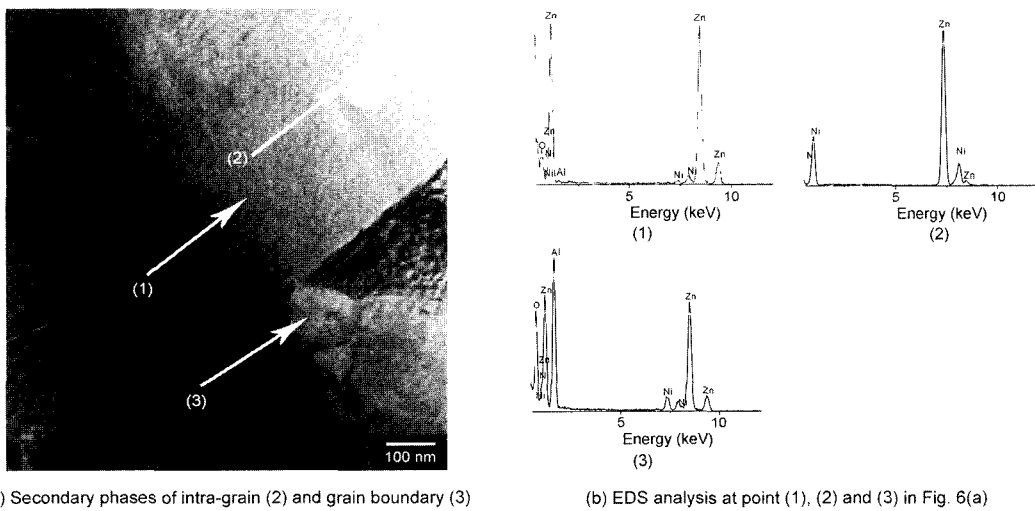 (1)
(2)
(3)
100 nm
) Secondary phases of intra-grain (2) and grain boundary (3)
Zn
Zn
Zn
O
Ni Al
Ni
Ni
Zn
5
10
Energy (keV)
(1)
Zn
Ni
N
Ni
Zn
5
10
Energy (keV)
(2)
Al
Zn
O
Zn
N
Zn
Ni
N
Zn
5
10
Energy (keV)
(3)
(b) EDS analysis at point (1), (2) and (3) in Fig. 6(a)